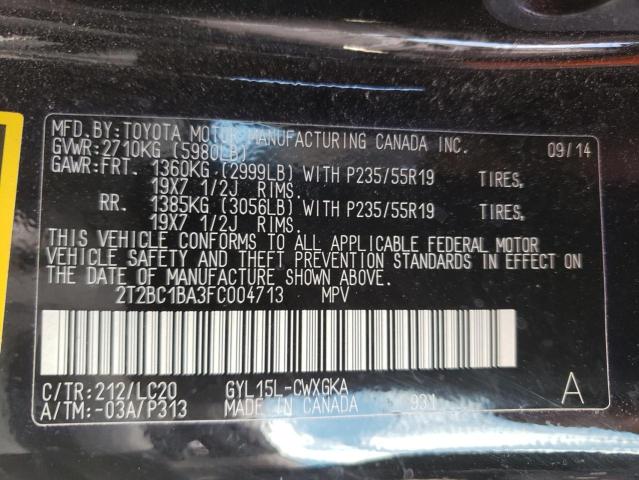 MFD.BY:TOYOTA MOTOR MANUFACTURING CANADA INC. 09/14
GVWR:2710KG (5980LB)
GAWR:FRT. 1360KG (2999LB) WITH P235/55R19 TIRES,
19X7 1/2J RIMS.
RR. 1385KG (3056LB) WITH P235/55R19 TIRES,
19X7 1/2J RIMS.
THIS VEHICLE CONFORMS TO ALL APPLICABLE FEDERAL MOTOR
VEHICLE SAFETY AND THEFT PREVENTION STANDARDS IN EFFECT ON
THE DATE OF MANUFACTURE SHOWN ABOVE.
2T2BC1BA3FC004713 MPV
C/TR:212/LC20 GYL15L-CWXGKA A
A/TM:-03A/P313 MADE IN CANADA 931